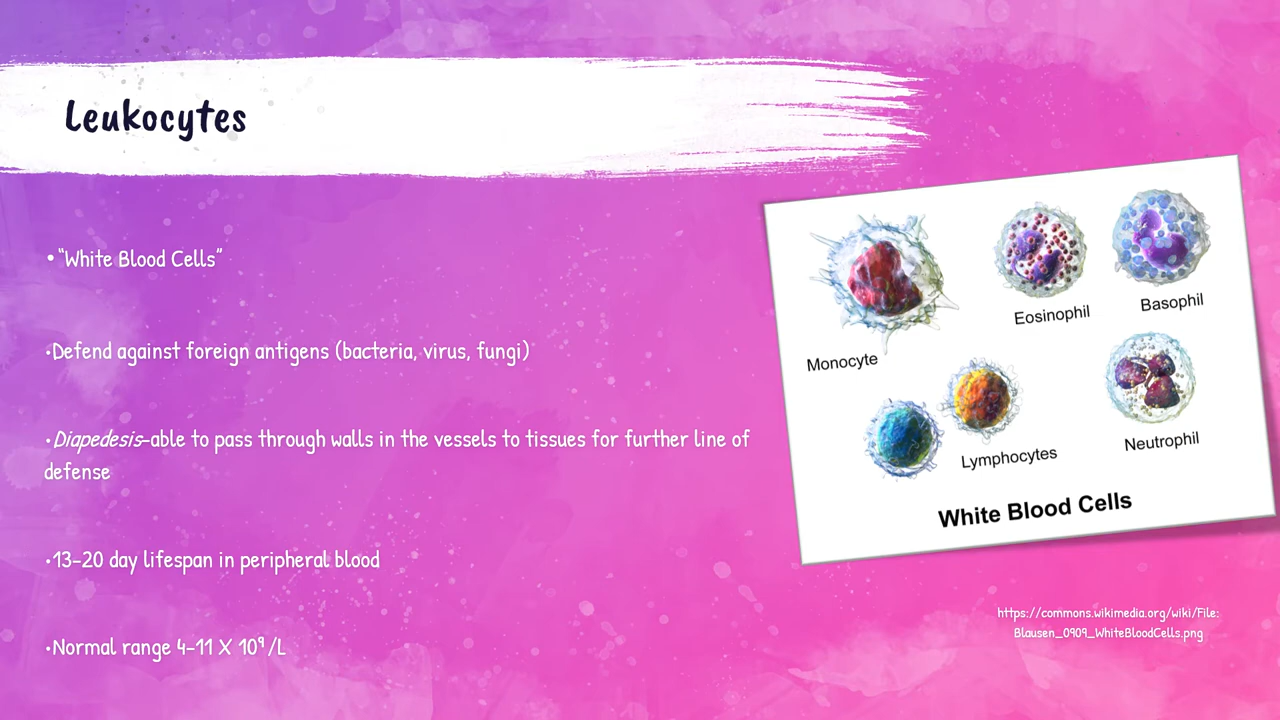 Leukocytes
•“White Blood Cells”
•Defend against foreign antigens (bacteria, virus, fungi)
•Diapedesis–able to pass through walls in the vessels to tissues for further line of
defense
•13–20 day lifespan in peripheral blood
•Normal range 4–11 X 10⁹/L
Monocyte
Eosinophil
Basophil
Lymphocytes
Neutrophil
White Blood Cells
https://commons.wikimedia.org/wiki/File:
Blausen_0909_WhiteBloodCells.png